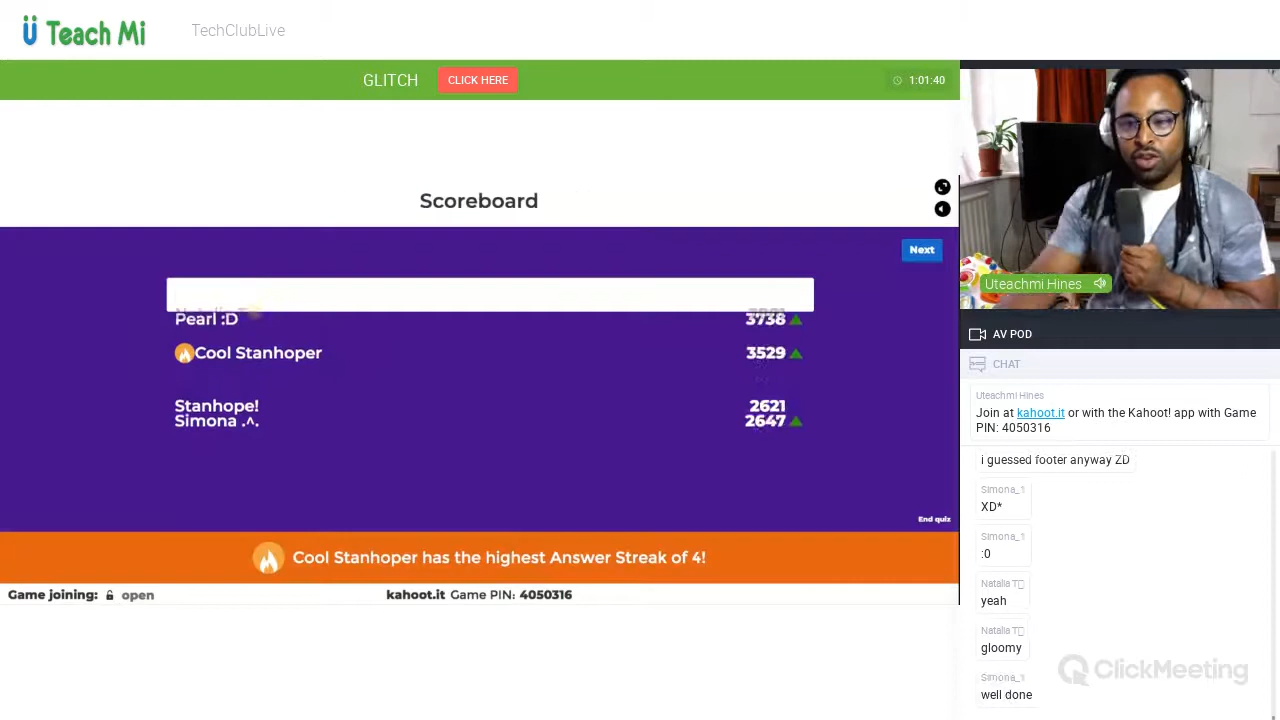 Ü Teach Mi
TechClubLive
GLITCH
CLICK HERE
1:01:40
Scoreboard
Next
Pearl :D 3738
Cool Stanhoper 3529
Stanhope! 2621
Simona .^. 2647
End quiz
Cool Stanhoper has the highest Answer Streak of 4!
Game joining: open
kahoot.it Game PIN: 4050316
Uteachmi Hines
AV POD
CHAT
Uteachmi Hines
Join at kahoot.it or with the Kahoot! app with Game
PIN: 4050316
i guessed footer anyway ZD
Simona_1
XD*
Simona_1
:0
Natalia T
yeah
Natalia T
gloomy
Simona_1
well done
ClickMeeting